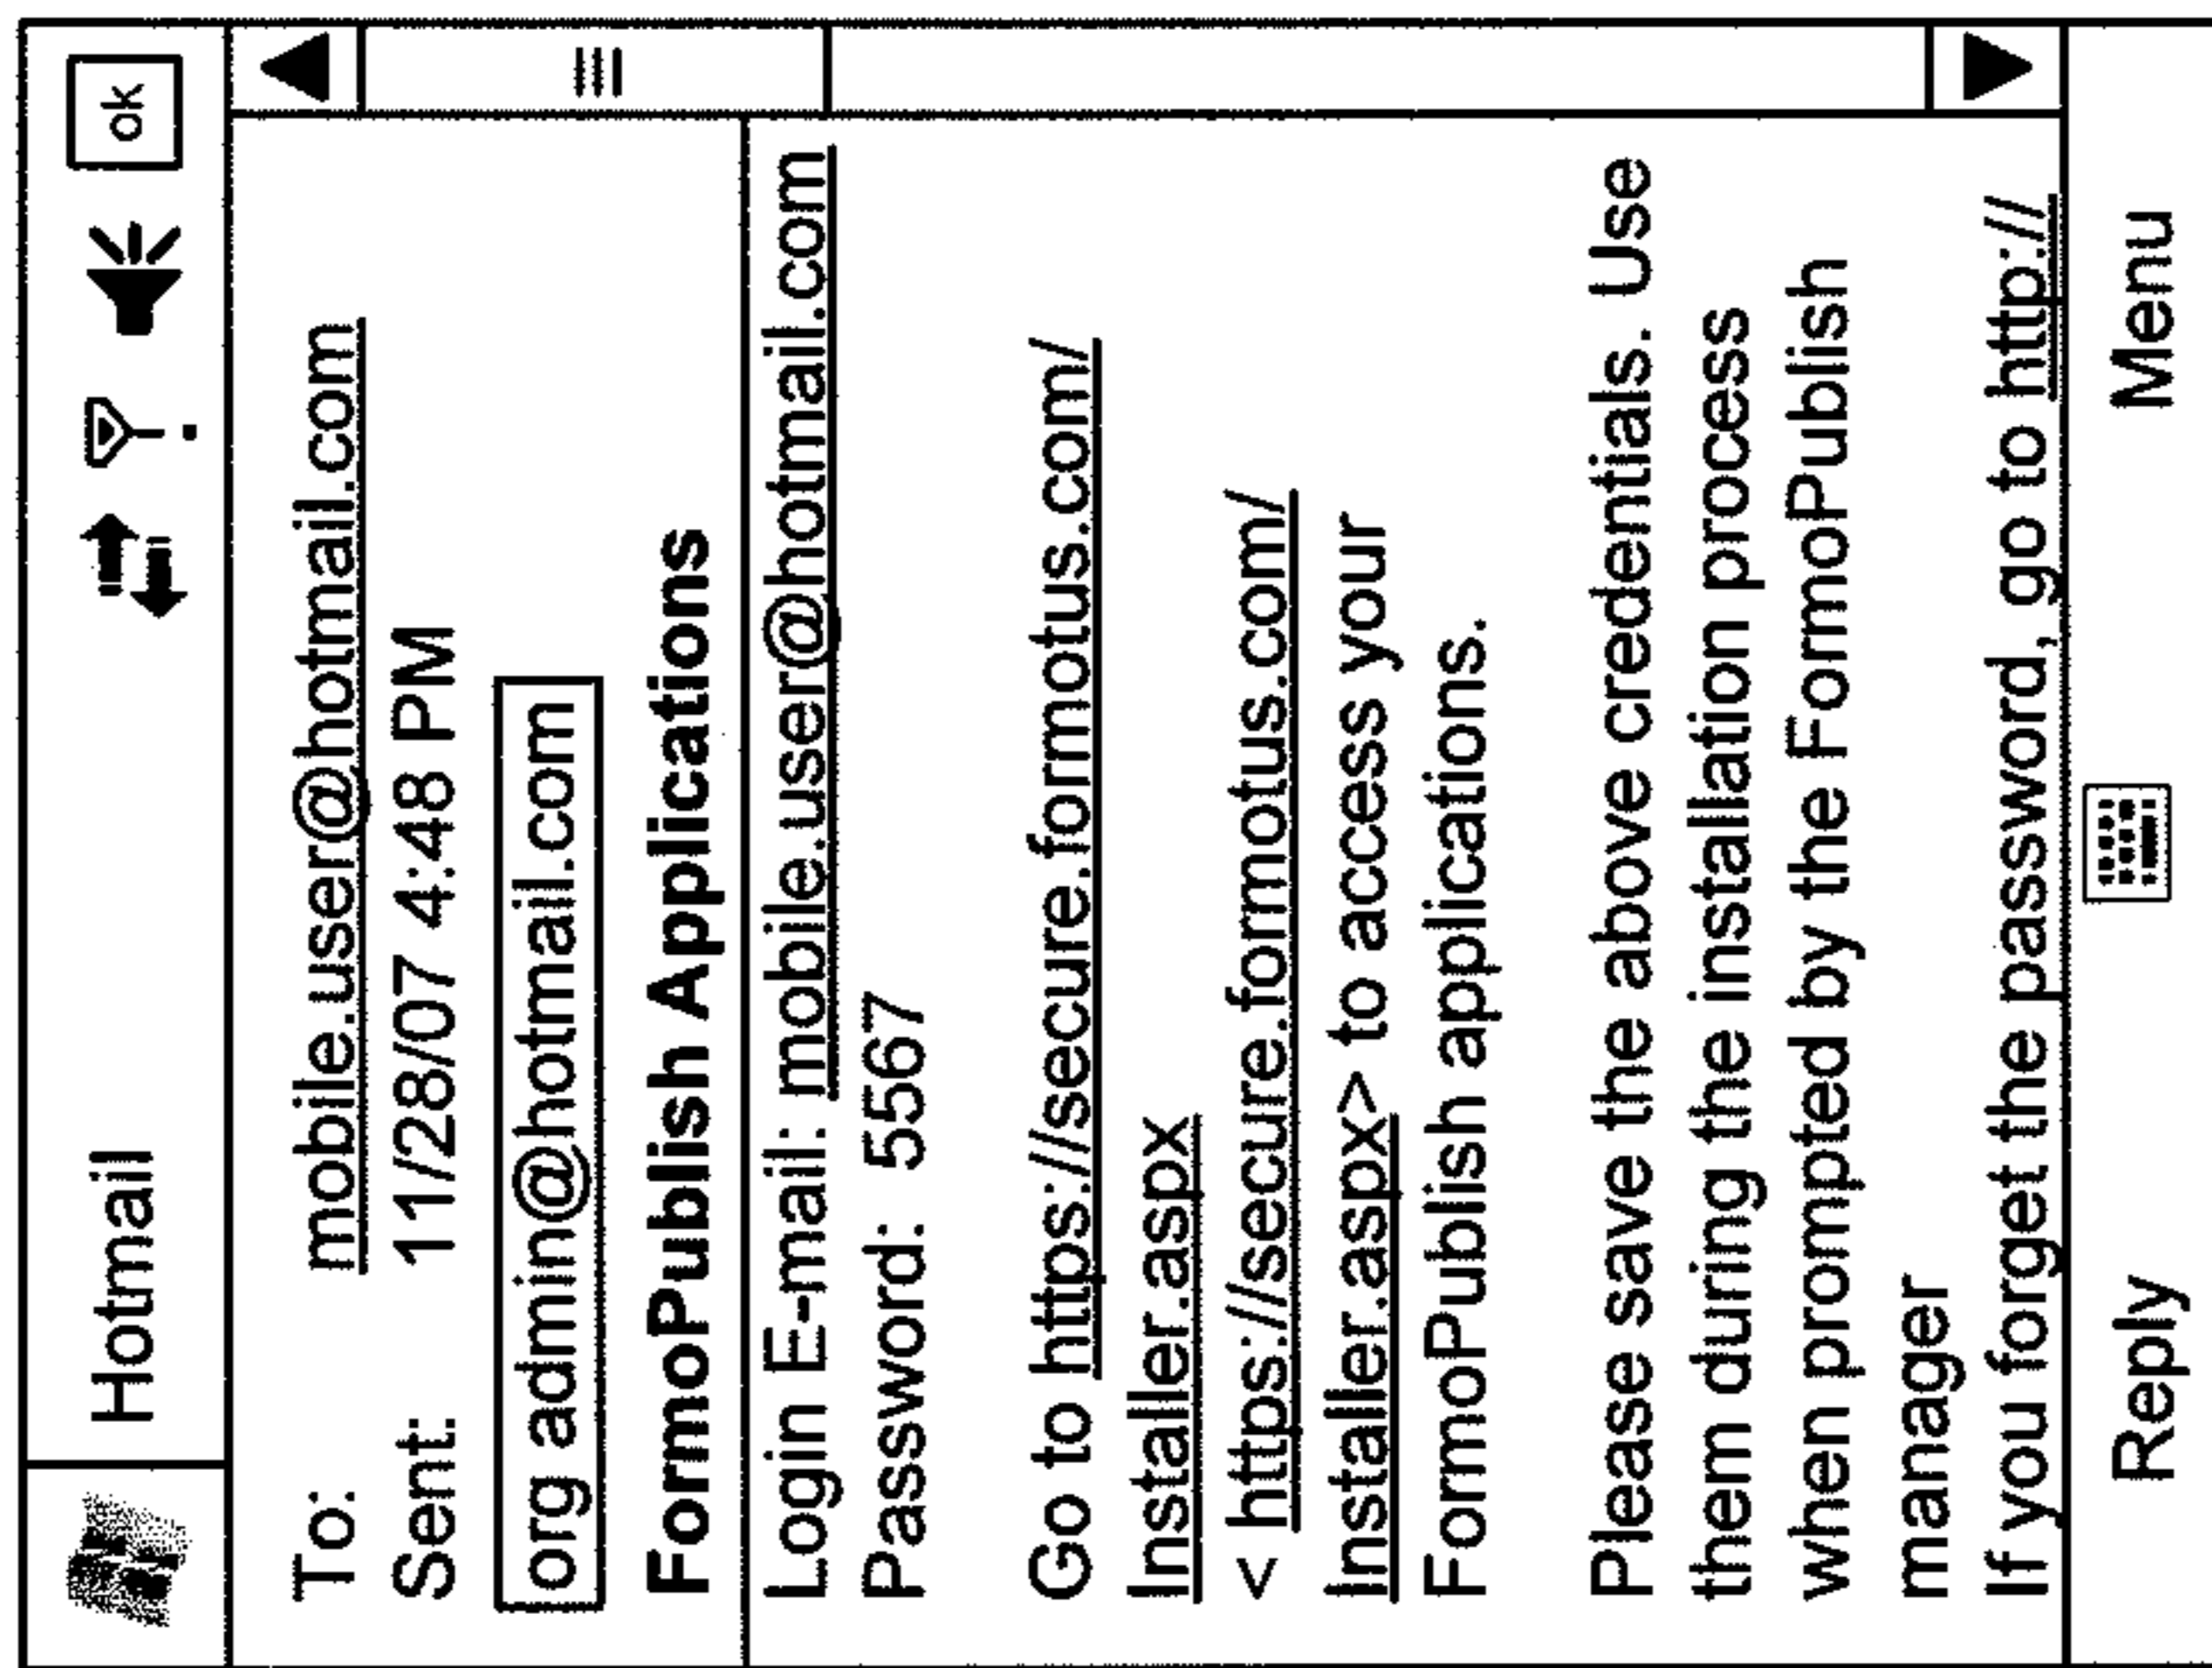 Hotmail
ok
To: mobile.user@hotmail.com
Sent: 11/28/07 4:48 PM
org admin@hotmail.com
FormoPublish Applications
Login E-mail: mobile.user@hotmail.com
Password: 5567
Go to https://secure.formotus.com/
Installer.aspx
< https://secure.formotus.com/
Installer.aspx> to access your
FormoPublish applications.
Please save the above credentials. Use
them during the installation process
when prompted by the FormoPublish
manager
If you forget the password, go to http://
Reply Menu